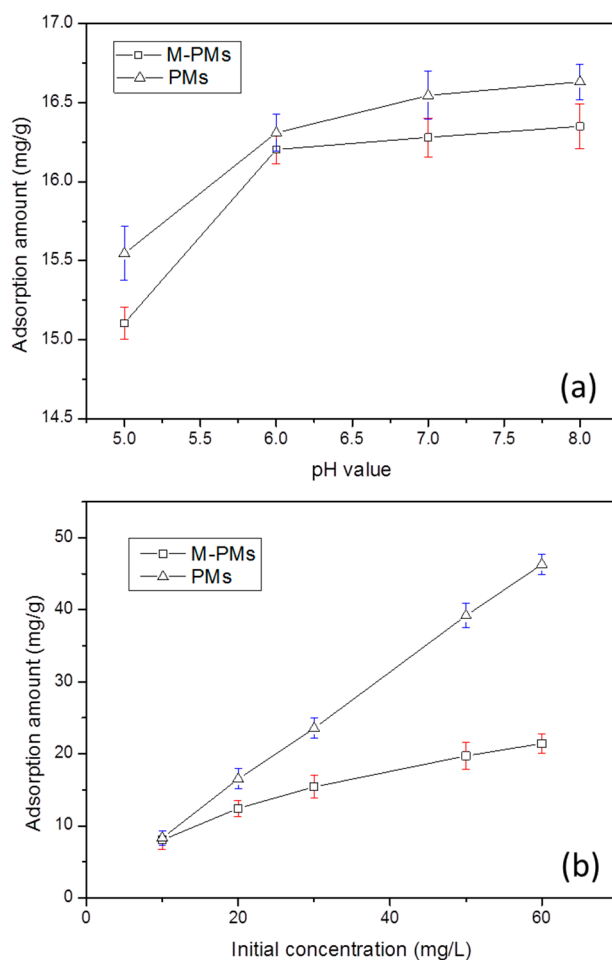 17.0
16.5
16.0
15.5
15.0
14.5
Adsorption amount (mg/g)
M-PMs
PMs
(a)
5.0 5.5 6.0 6.5 7.0 7.5 8.0
pH value
50
40
30
20
10
0
Adsorption amount (mg/g)
M-PMs
PMs
(b)
0 20 40 60
Initial concentration (mg/L)